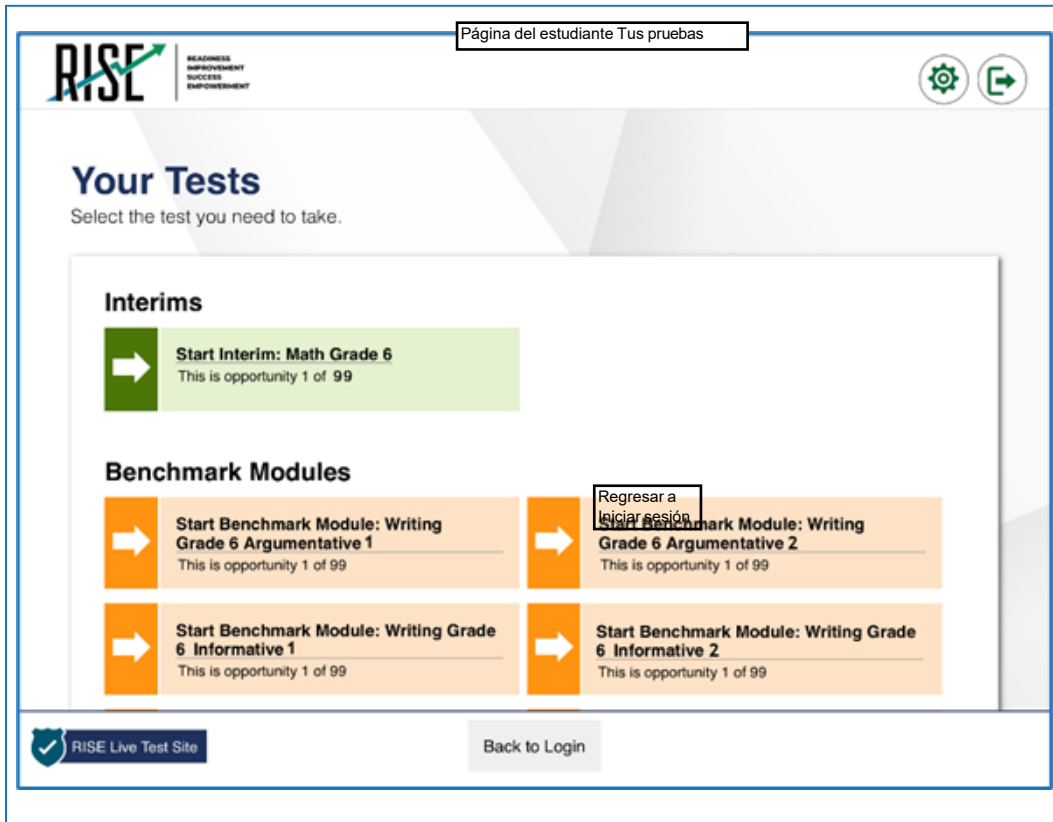 Página del estudiante Tus pruebas
RISE
READINESS
IMPROVEMENT
SUCCESS
EMPOWERMENT
Your Tests
Select the test you need to take.
Interims
Start Interim: Math Grade 6
This is opportunity 1 of 99
Benchmark Modules
Start Benchmark Module: Writing
Grade 6 Argumentative 1
This is opportunity 1 of 99
Regresar a
Iniciar sesión
Start Benchmark Module: Writing
Grade 6 Argumentative 2
This is opportunity 1 of 99
Start Benchmark Module: Writing Grade
6 Informative 1
This is opportunity 1 of 99
Start Benchmark Module: Writing Grade
6 Informative 2
This is opportunity 1 of 99
RISE Live Test Site
Back to Login